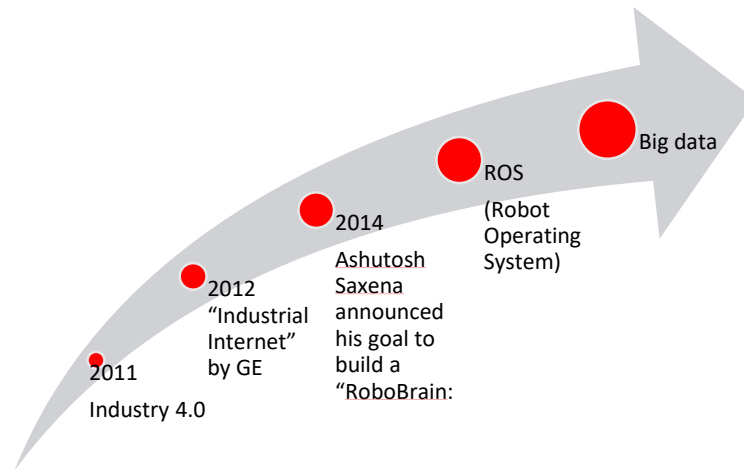 2011
Industry 4.0
2012
“Industrial
Internet”
by GE
2014
Ashutosh
Saxena
announced
his goal to
build a
“RoboBrain:
ROS
(Robot
Operating
System)
Big data